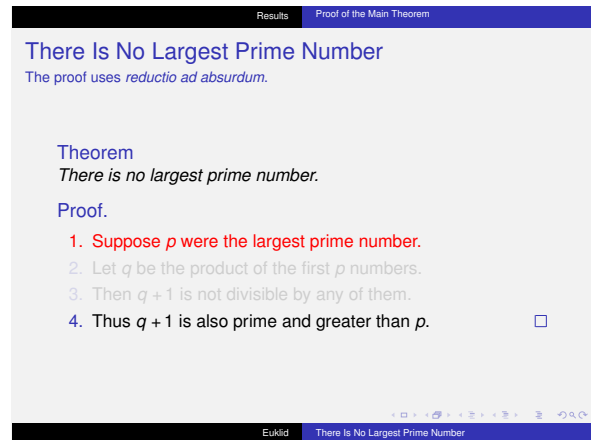 Results Proof of the Main Theorem
There Is No Largest Prime Number
The proof uses reductio ad absurdum.
Theorem
There is no largest prime number.
Proof.
1. Suppose p were the largest prime number.
2. Let q be the product of the first p numbers.
3. Then q + 1 is not divisible by any of them.
4. Thus q + 1 is also prime and greater than p.
Euklid There Is No Largest Prime Number